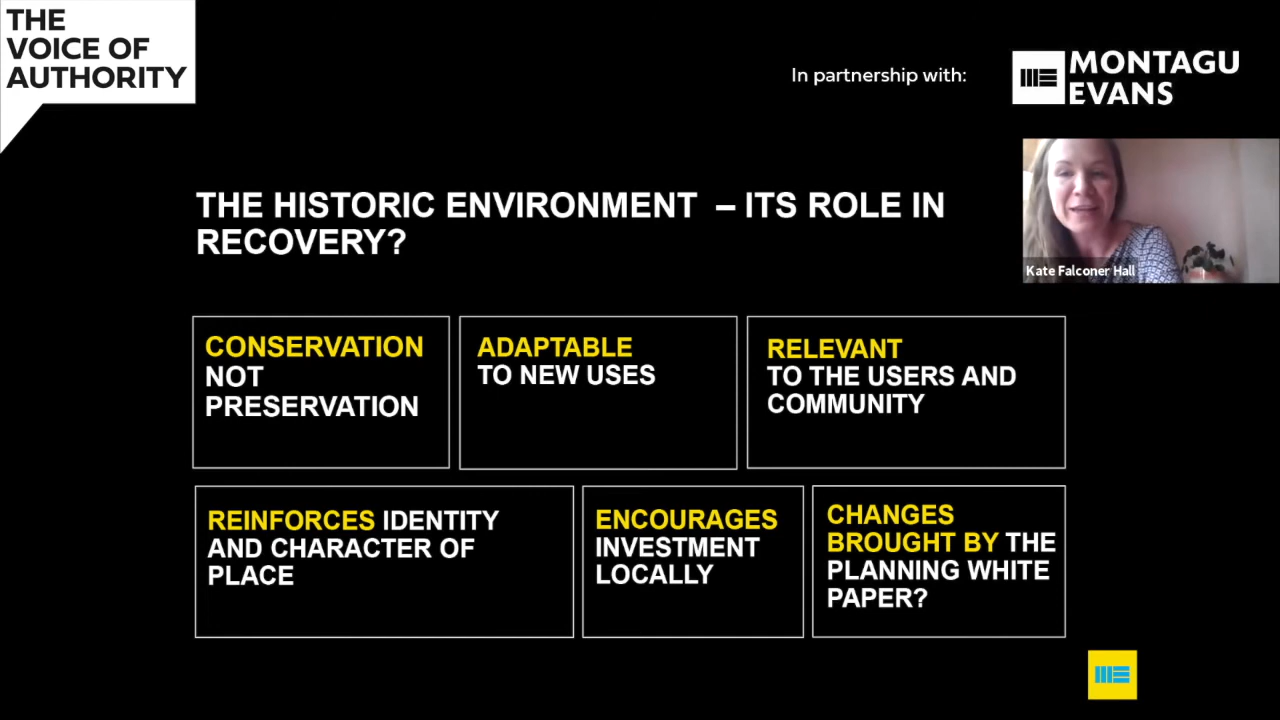 THE
VOICE OF
AUTHORITY
In partnership with:
MONTAGU
EVANS
Kate Falconer Hall
THE HISTORIC ENVIRONMENT – ITS ROLE IN
RECOVERY?
CONSERVATION
NOT
PRESERVATION
ADAPTABLE
TO NEW USES
RELEVANT
TO THE USERS AND
COMMUNITY
REINFORCES IDENTITY
AND CHARACTER OF
PLACE
ENCOURAGES
INVESTMENT
LOCALLY
CHANGES
BROUGHT BY THE
PLANNING WHITE
PAPER?